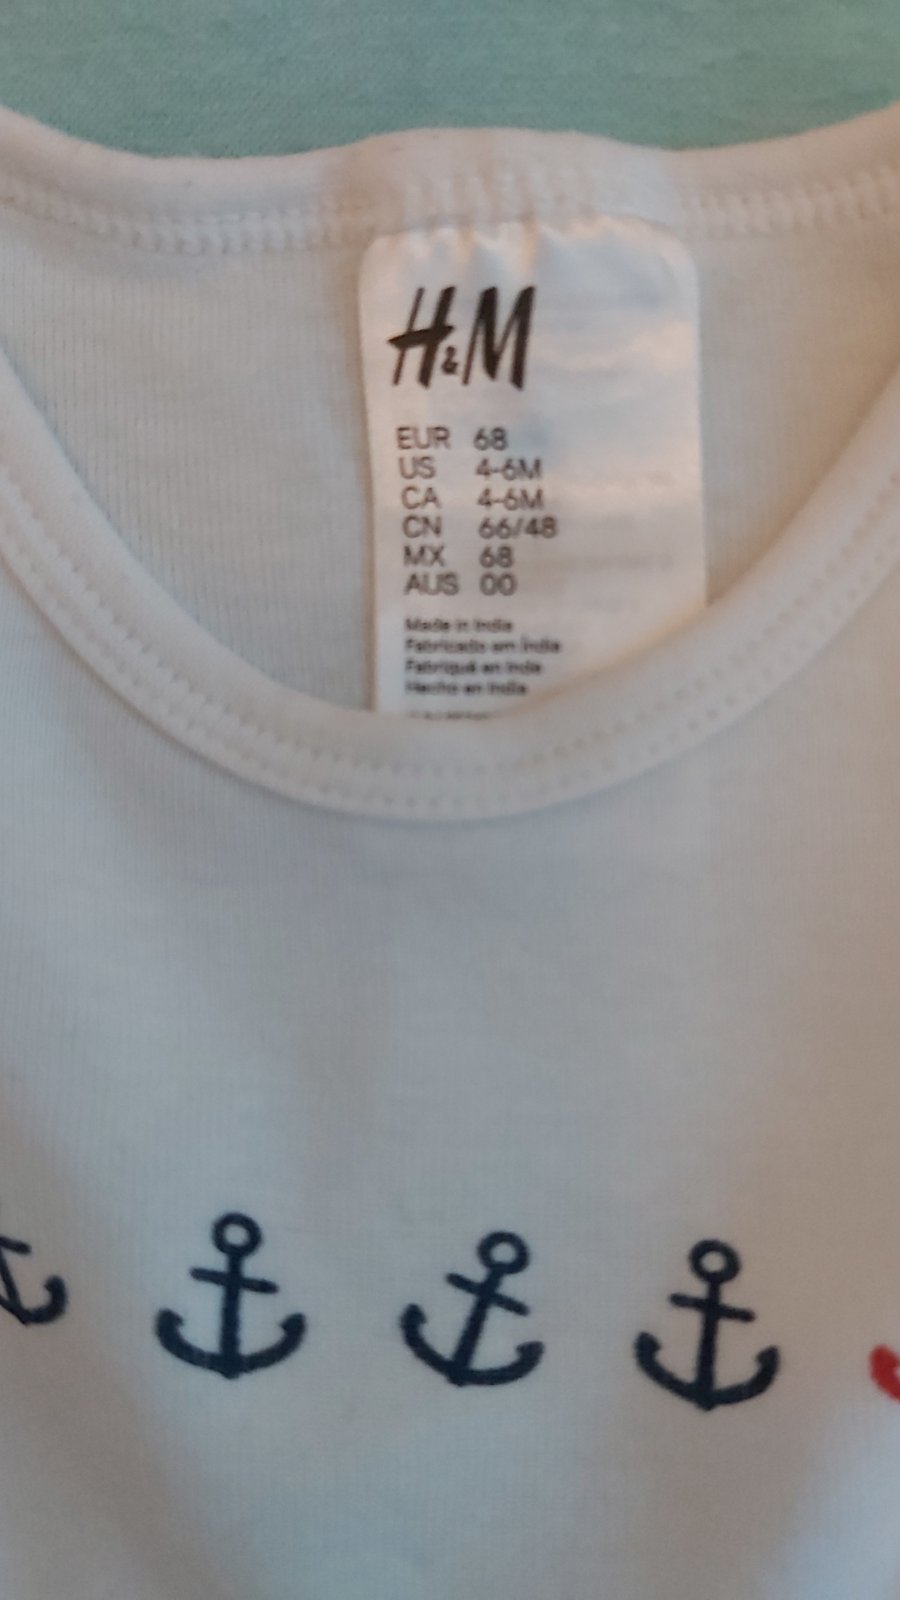 H&M
EUR 68
US 4-6M
CA 4-6M
CN 66/48
MX 68
AUS 00
Made in India
Fabricado em Índia
Fabriqué en Inde
Hecho en India